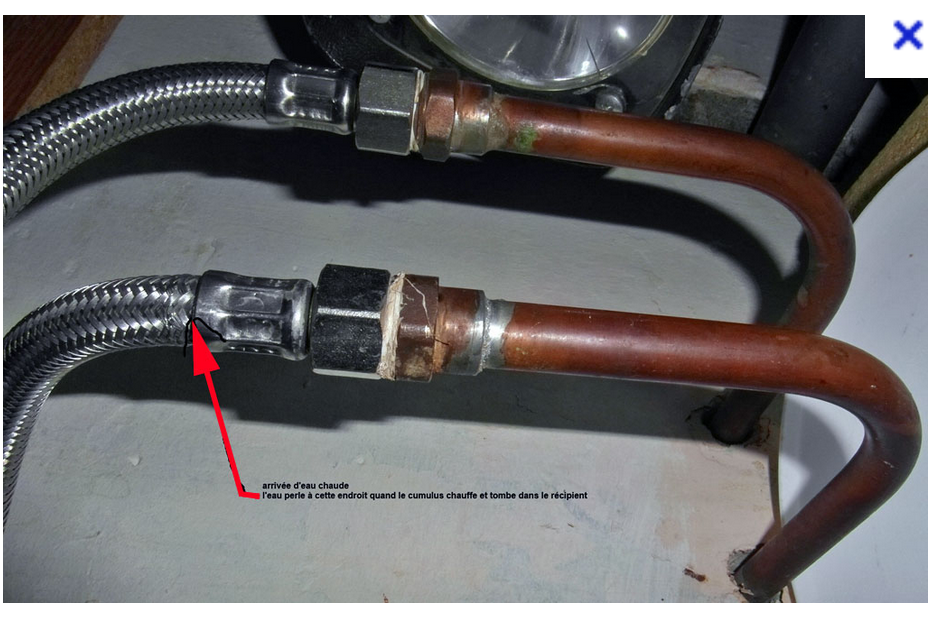 arrivée d'eau chaude
l'eau perle à cette endroit quand le cumulus chauffe et tombe dans le récipient